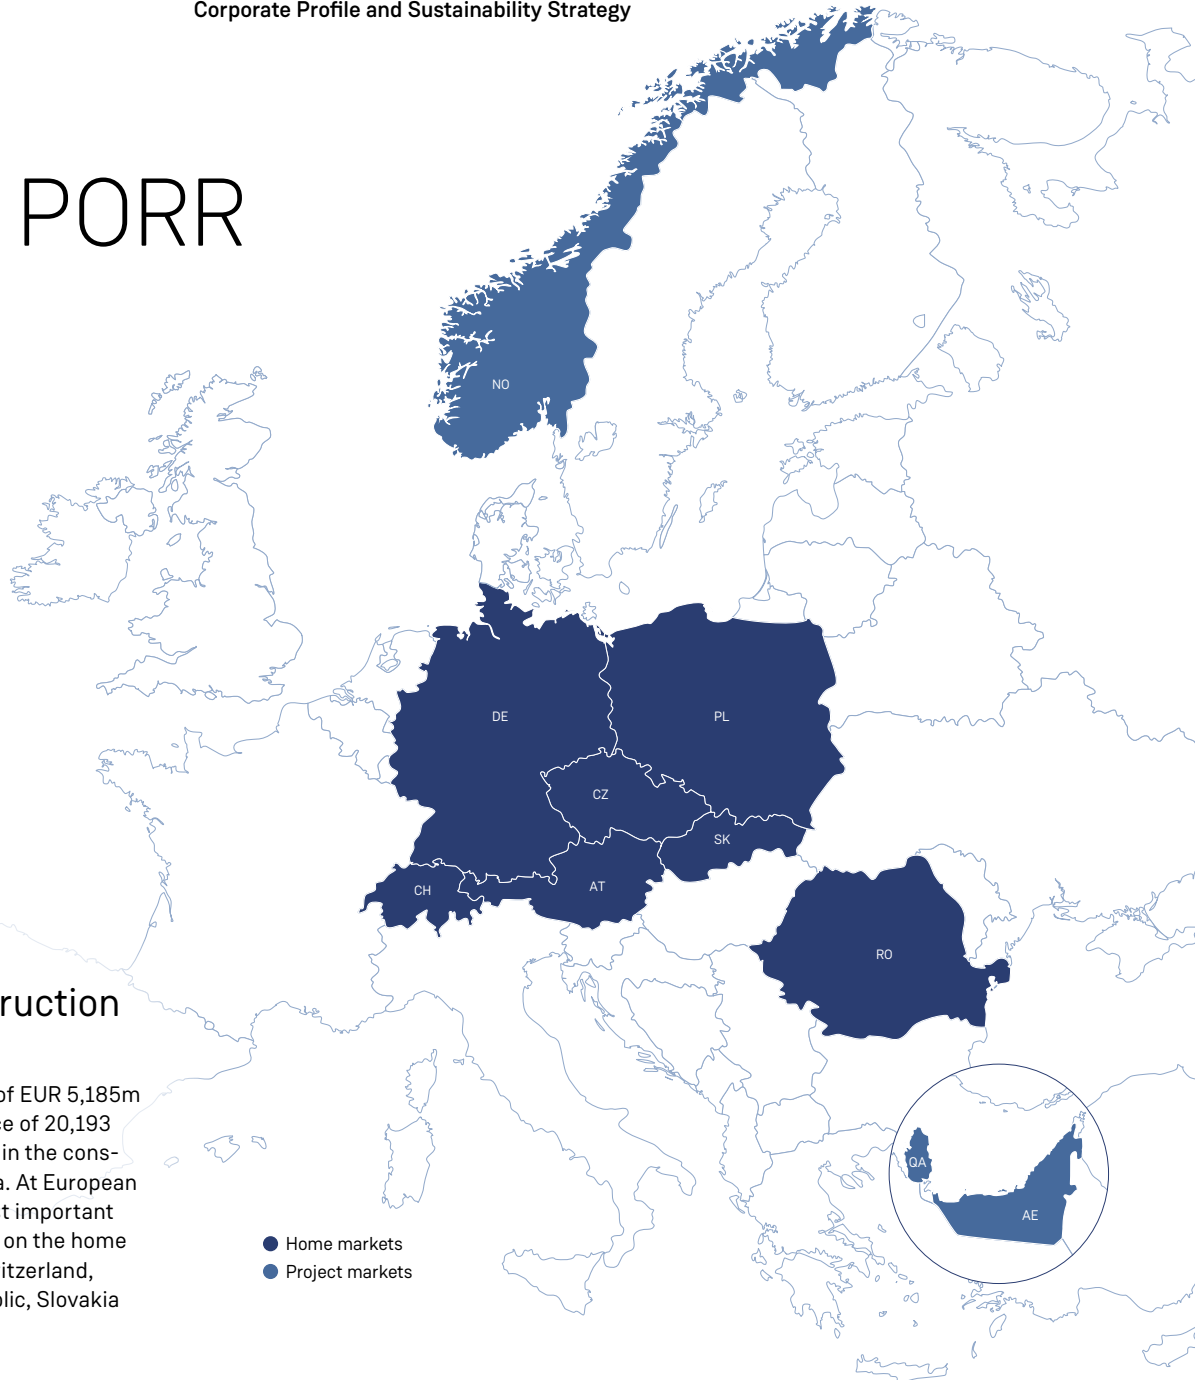 Corporate Profile and Sustainability Strategy
PORR
NO
DE
PL
CZ
SK
AT
CH
RO
ruction
of EUR 5,185m
ce of 20,193
in the cons-
a. At European
st important
on the home
vitzerland,
blic, Slovakia
QA
AE
Home markets
Project markets